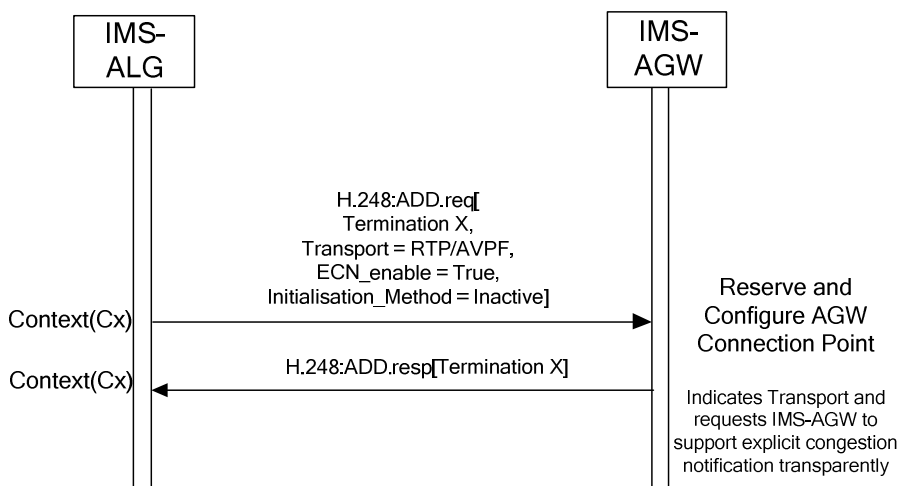 IMS-
ALG
IMS-
AGW
H.248:ADD.req[
Termination X,
Transport = RTP/AVPF,
ECN_enable = True,
Initialisation_Method = Inactive]
Context(Cx)
Reserve and
Configure AGW
Connection Point
H.248:ADD.resp[Termination X]
Context(Cx)
Indicates Transport and
requests IMS-AGW to
support explicit congestion
notification transparently